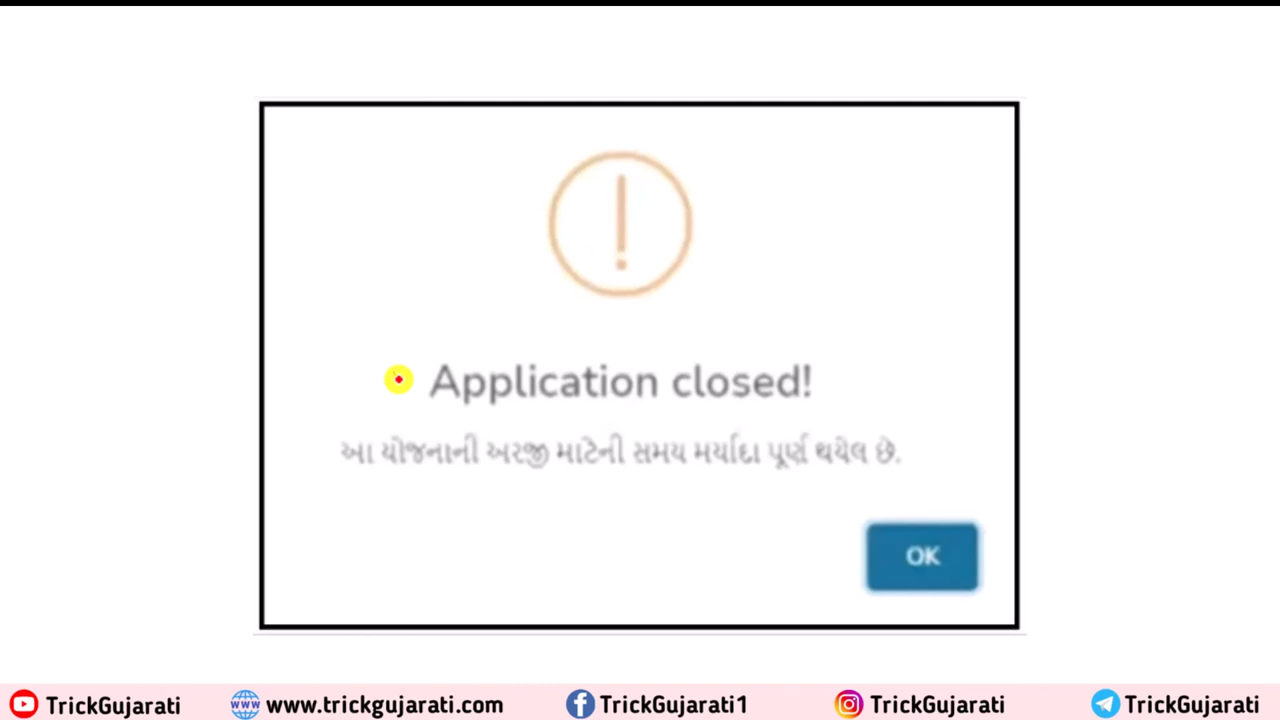 Application closed!
આ યોજનાની અરજી માટેની સમય મર્યાદા પૂર્ણ થયેલ છે.
OK
TrickGujarati www.trickgujarati.com TrickGujarati1 TrickGujarati TrickGujarati